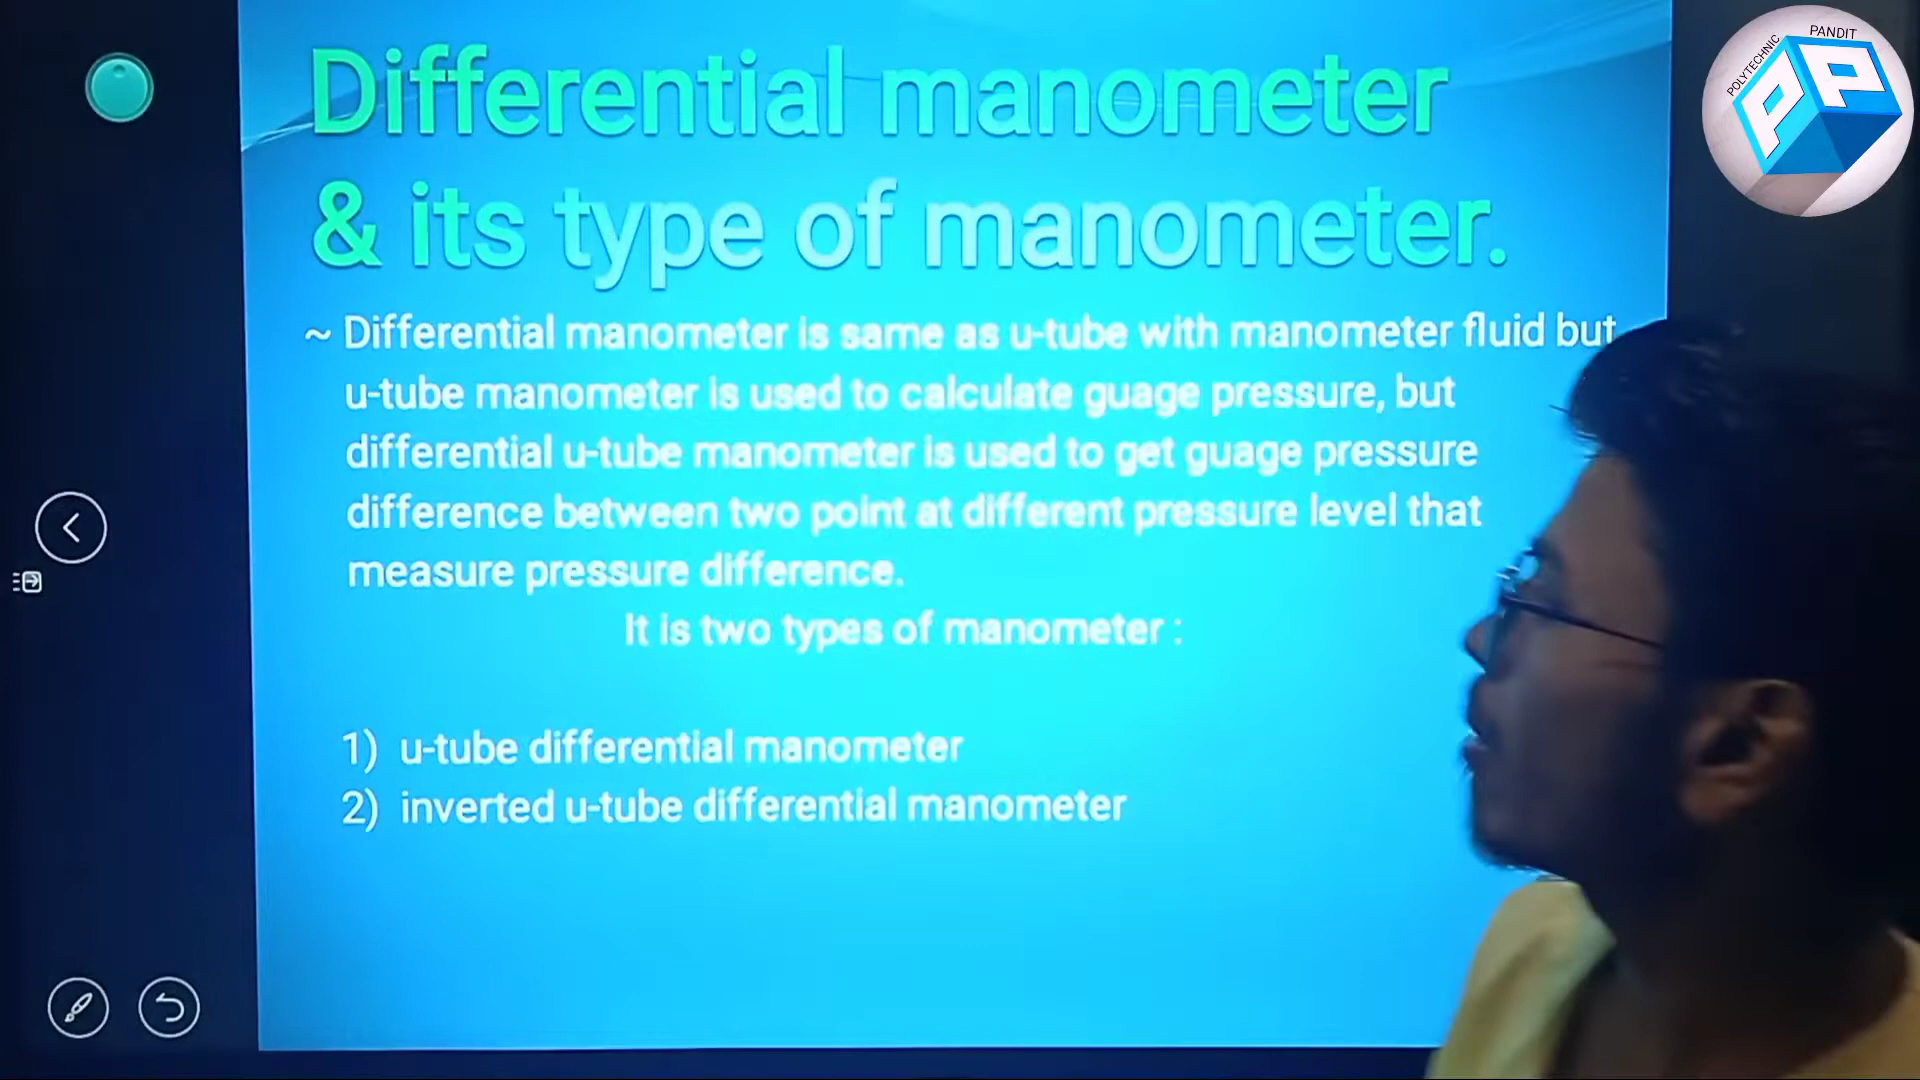 Differential manometer
& its type of manometer.
~ Differential manometer is same as u-tube with manometer fluid but
u-tube manometer is used to calculate guage pressure, but
differential u-tube manometer is used to get guage pressure
difference between two point at different pressure level that
measure pressure difference.
It is two types of manometer :
1) u-tube differential manometer
2) inverted u-tube differential manometer
POLYTECHNIC PANDIT
PP